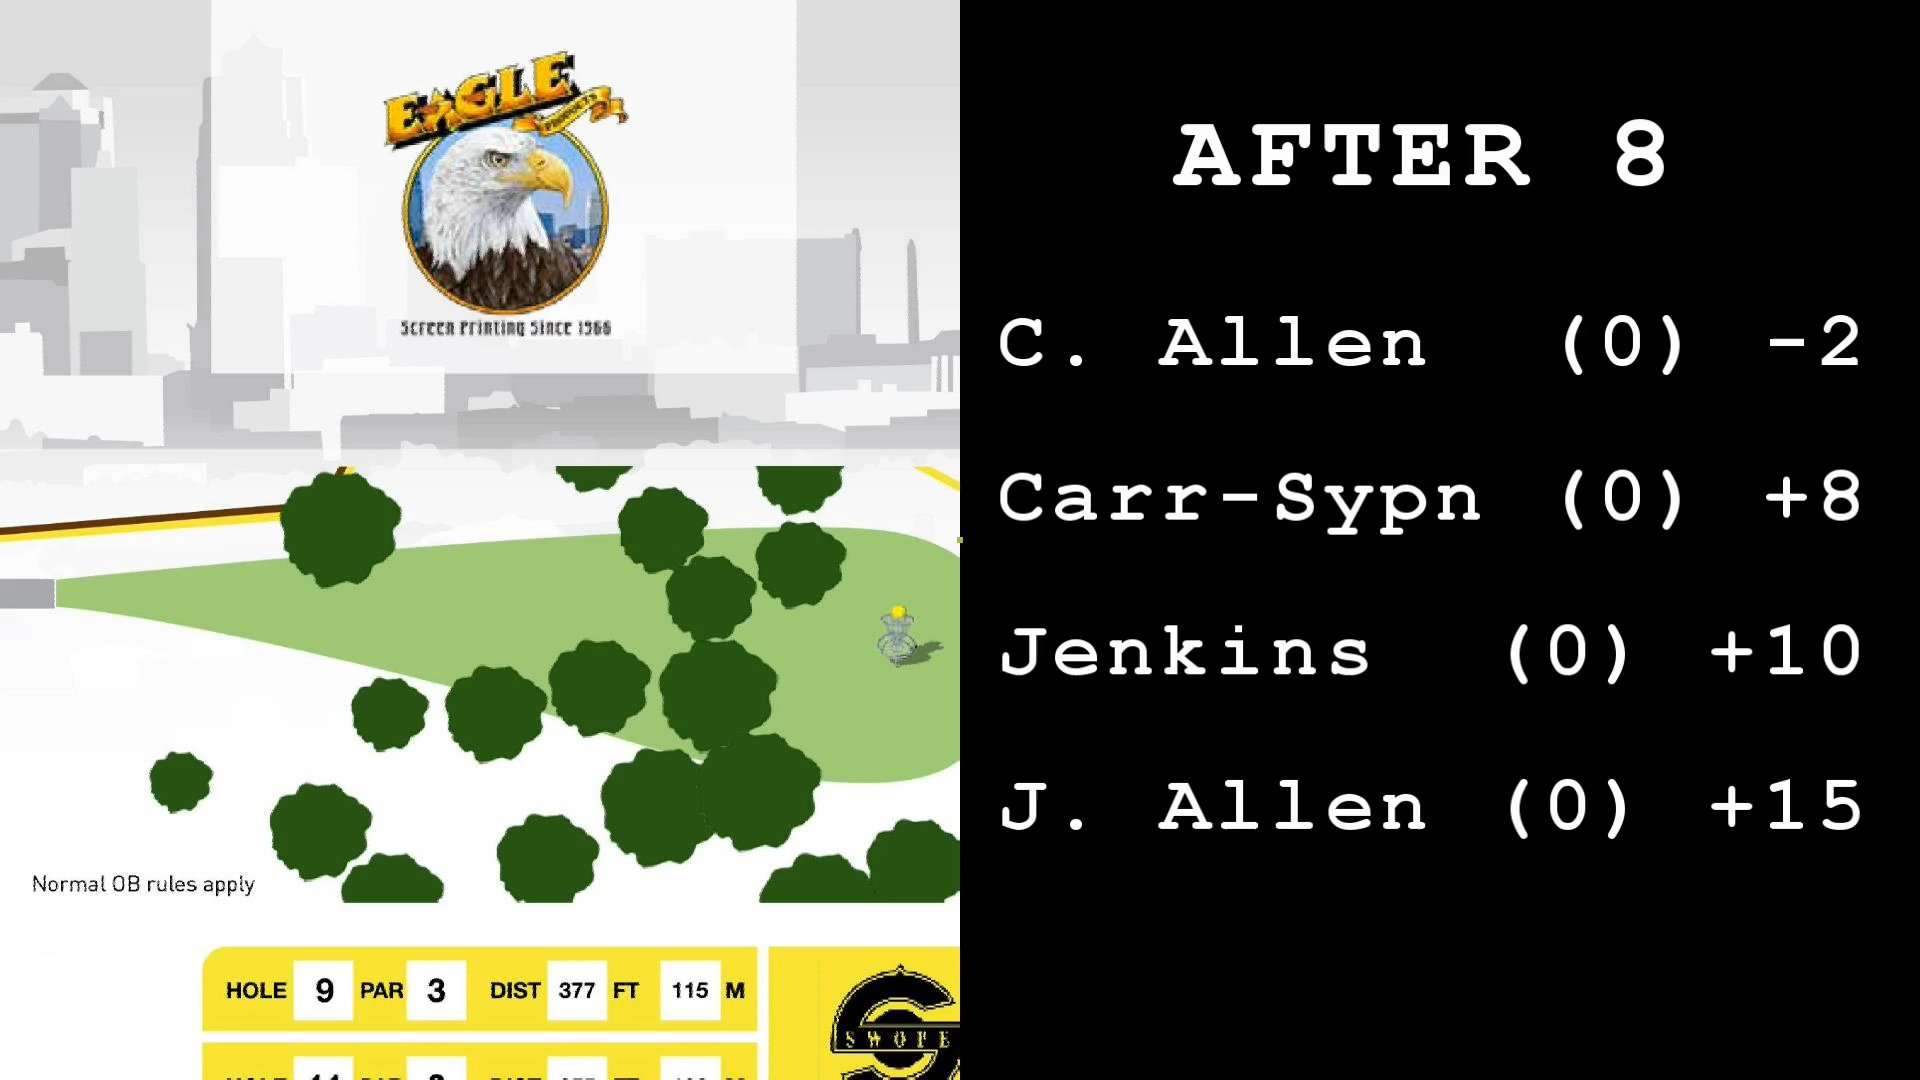 EAGLE
PRODUCTS
Screen Printing Since 1966
Normal OB rules apply
HOLE 9 PAR 3 DIST 377 FT 115 M
SWOPE
AFTER 8
C. Allen (0) -2
Carr-Sypn (0) +8
Jenkins (0) +10
J. Allen (0) +15